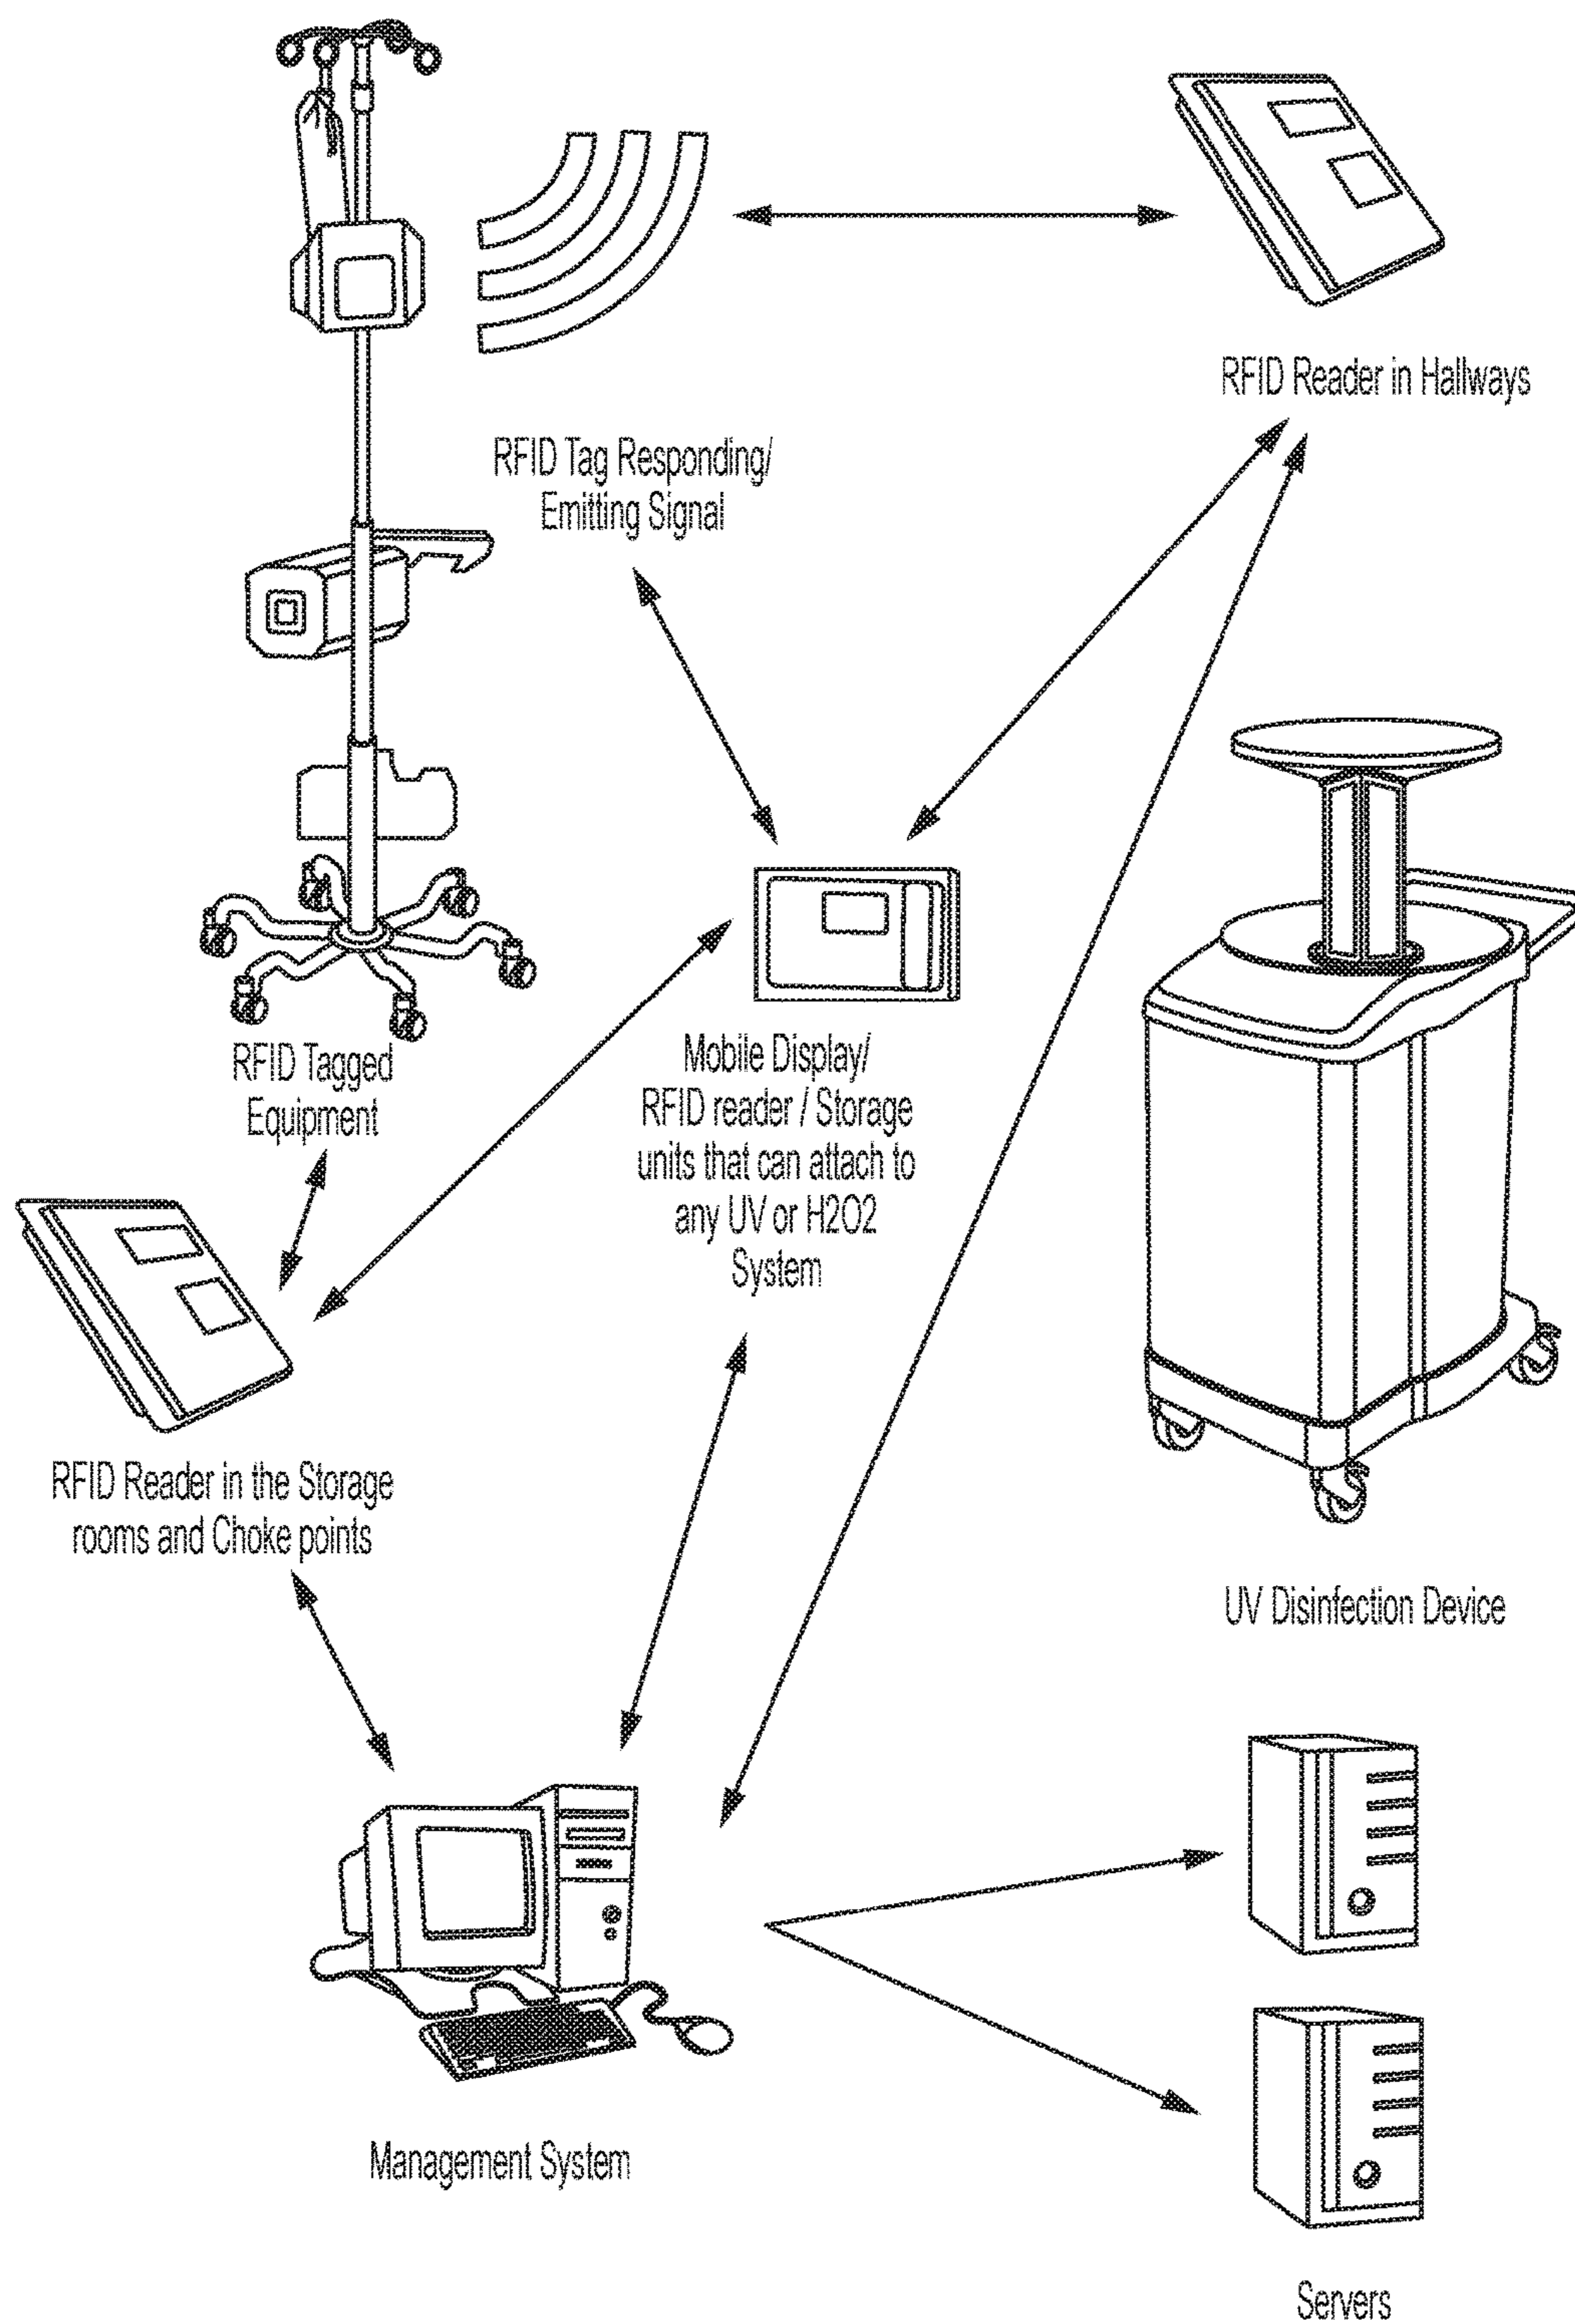 RFID Reader in Hallways
RFID Tag Responding/
Emitting Signal
RFID Tagged
Equipment
Mobile Display/
RFID reader / Storage
units that can attach to
any UV or H2O2
System
RFID Reader in the Storage
rooms and Choke points
UV Disinfection Device
Management System
Servers